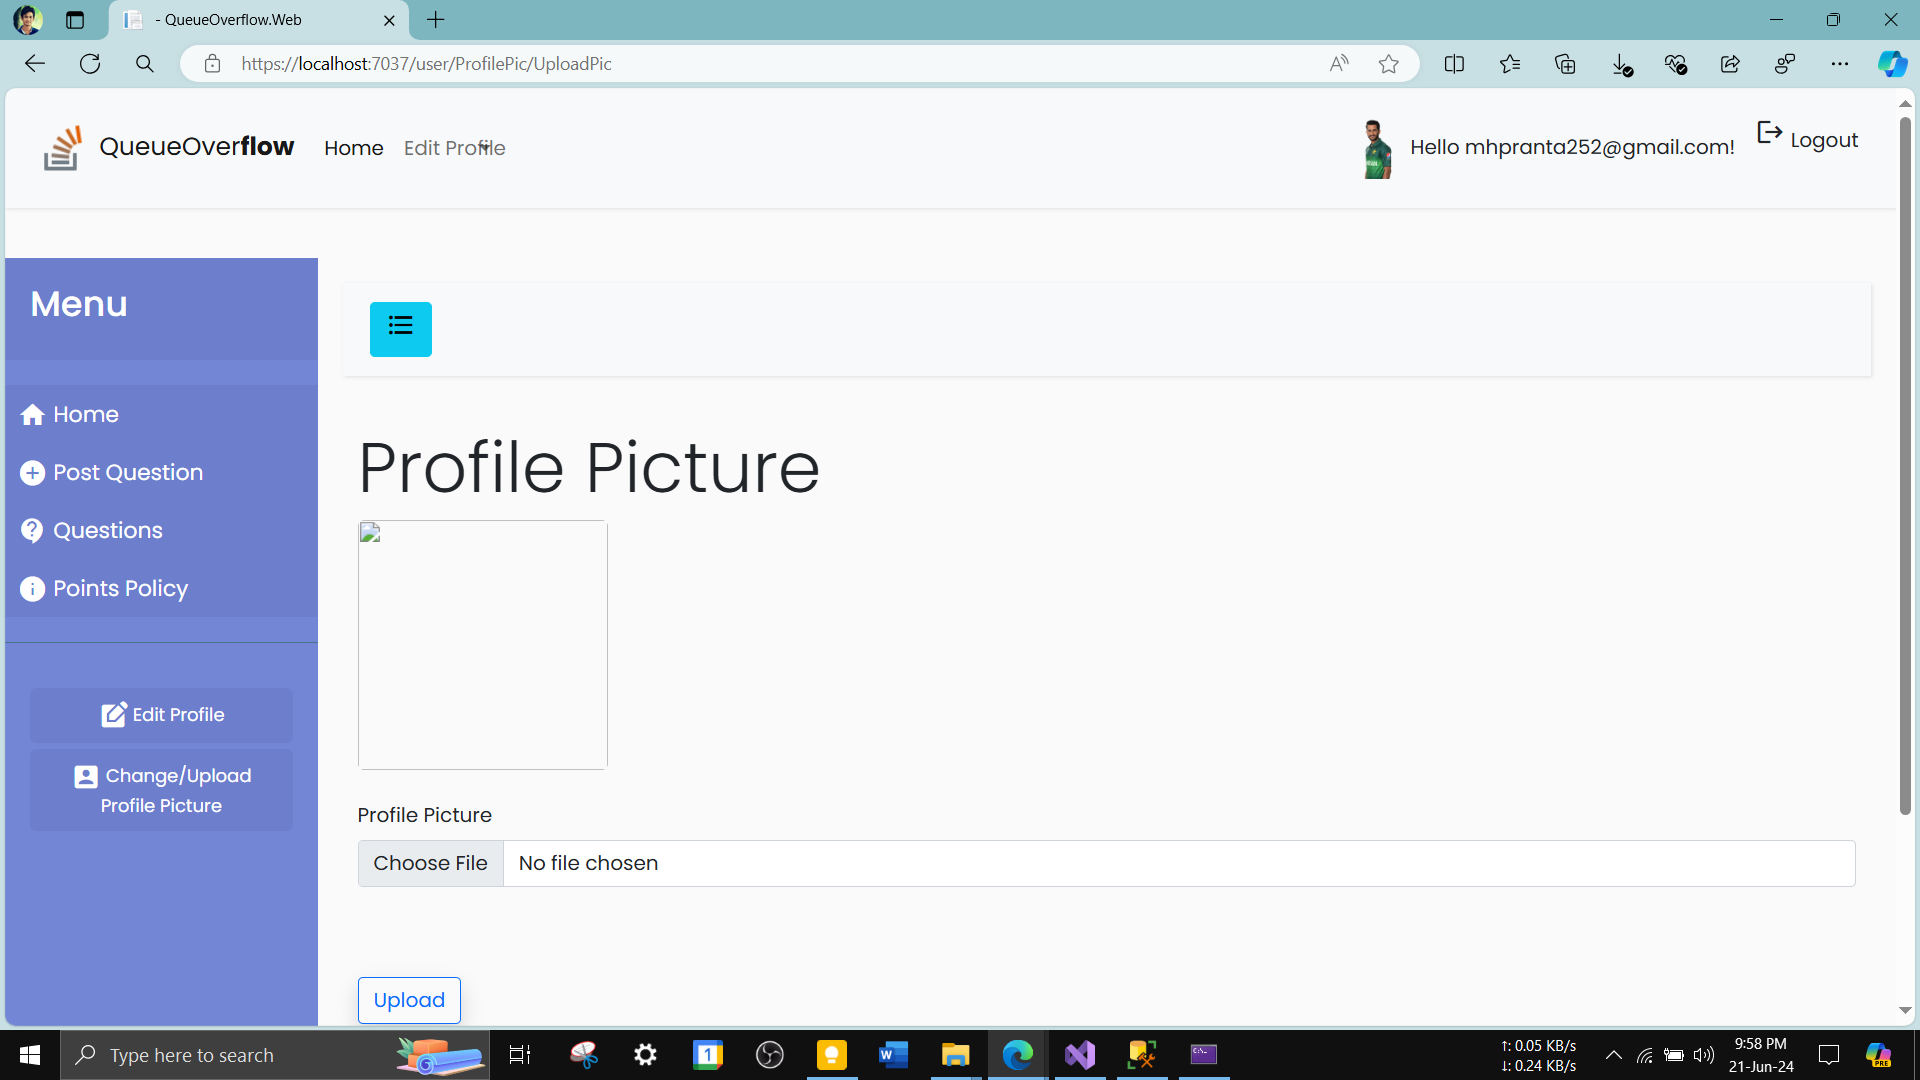 - QueueOverflow.Web
https://localhost:7037/user/ProfilePic/UploadPic
QueueOverflow Home Edit Profile Hello mhpranta252@gmail.com! Logout
Menu
Home
Post Question
Questions
Points Policy
Edit Profile
Change/Upload
Profile Picture
Profile Picture
Profile Picture
Choose File No file chosen
Upload
Type here to search
↑: 0.05 KB/s
↓: 0.24 KB/s
9:58 PM
21-Jun-24